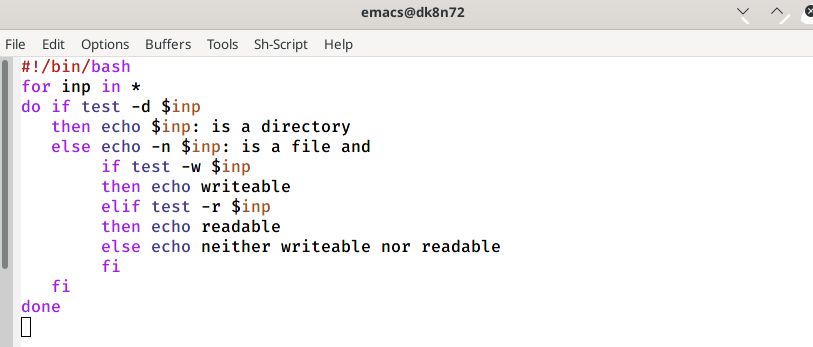 emacs@dk8n72
File Edit Options Buffers Tools Sh-Script Help
#!/bin/bash
for inp in *
do if test -d $inp
   then echo $inp: is a directory
   else echo -n $inp: is a file and
        if test -w $inp
        then echo writeable
        elif test -r $inp
        then echo readable
        else echo neither writeable nor readable
        fi
   fi
done